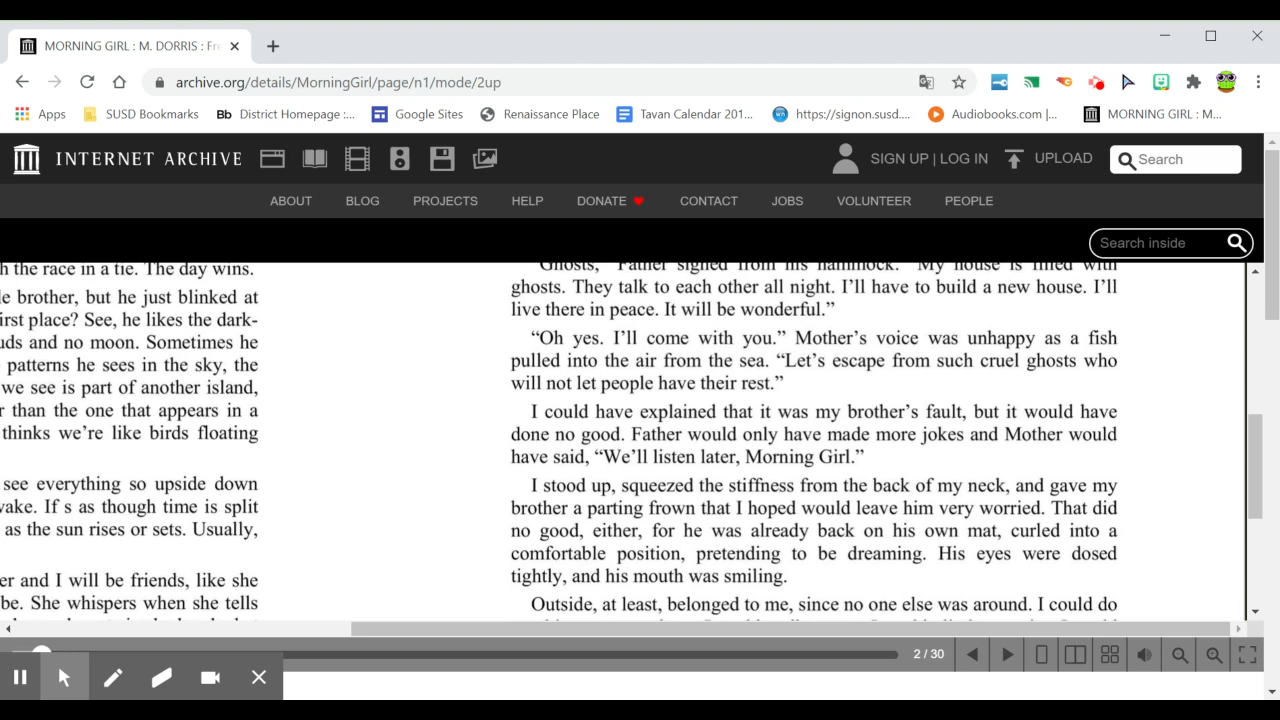 MORNING GIRL : M. DORRIS : Fre
archive.org/details/MorningGirl/page/n1/mode/2up
Apps SUSD Bookmarks Bb District Homepage :... Google Sites Renaissance Place Tavan Calendar 201... https://signon.susd.... Audiobooks.com |... MORNING GIRL : M...
INTERNET ARCHIVE SIGN UP | LOG IN UPLOAD Search
ABOUT BLOG PROJECTS HELP DONATE CONTACT JOBS VOLUNTEER PEOPLE
Search inside
h the race in a tie. The day wins.
le brother, but he just blinked at
irst place? See, he likes the dark-
uds and no moon. Sometimes he
patterns he sees in the sky, the
we see is part of another island,
r than the one that appears in a
thinks we're like birds floating
see everything so upside down
vake. If s as though time is split
as the sun rises or sets. Usually,
er and I will be friends, like she
be. She whispers when she tells
Ghosts," Father signed from his hammock. "My house is filled with
ghosts. They talk to each other all night. I'll have to build a new house. I'll
live there in peace. It will be wonderful."
"Oh yes. I'll come with you." Mother's voice was unhappy as a fish
pulled into the air from the sea. "Let's escape from such cruel ghosts who
will not let people have their rest."
I could have explained that it was my brother's fault, but it would have
done no good. Father would only have made more jokes and Mother would
have said, "We'll listen later, Morning Girl."
I stood up, squeezed the stiffness from the back of my neck, and gave my
brother a parting frown that I hoped would leave him very worried. That did
no good, either, for he was already back on his own mat, curled into a
comfortable position, pretending to be dreaming. His eyes were dosed
tightly, and his mouth was smiling.
Outside, at least, belonged to me, since no one else was around. I could do
2 / 30